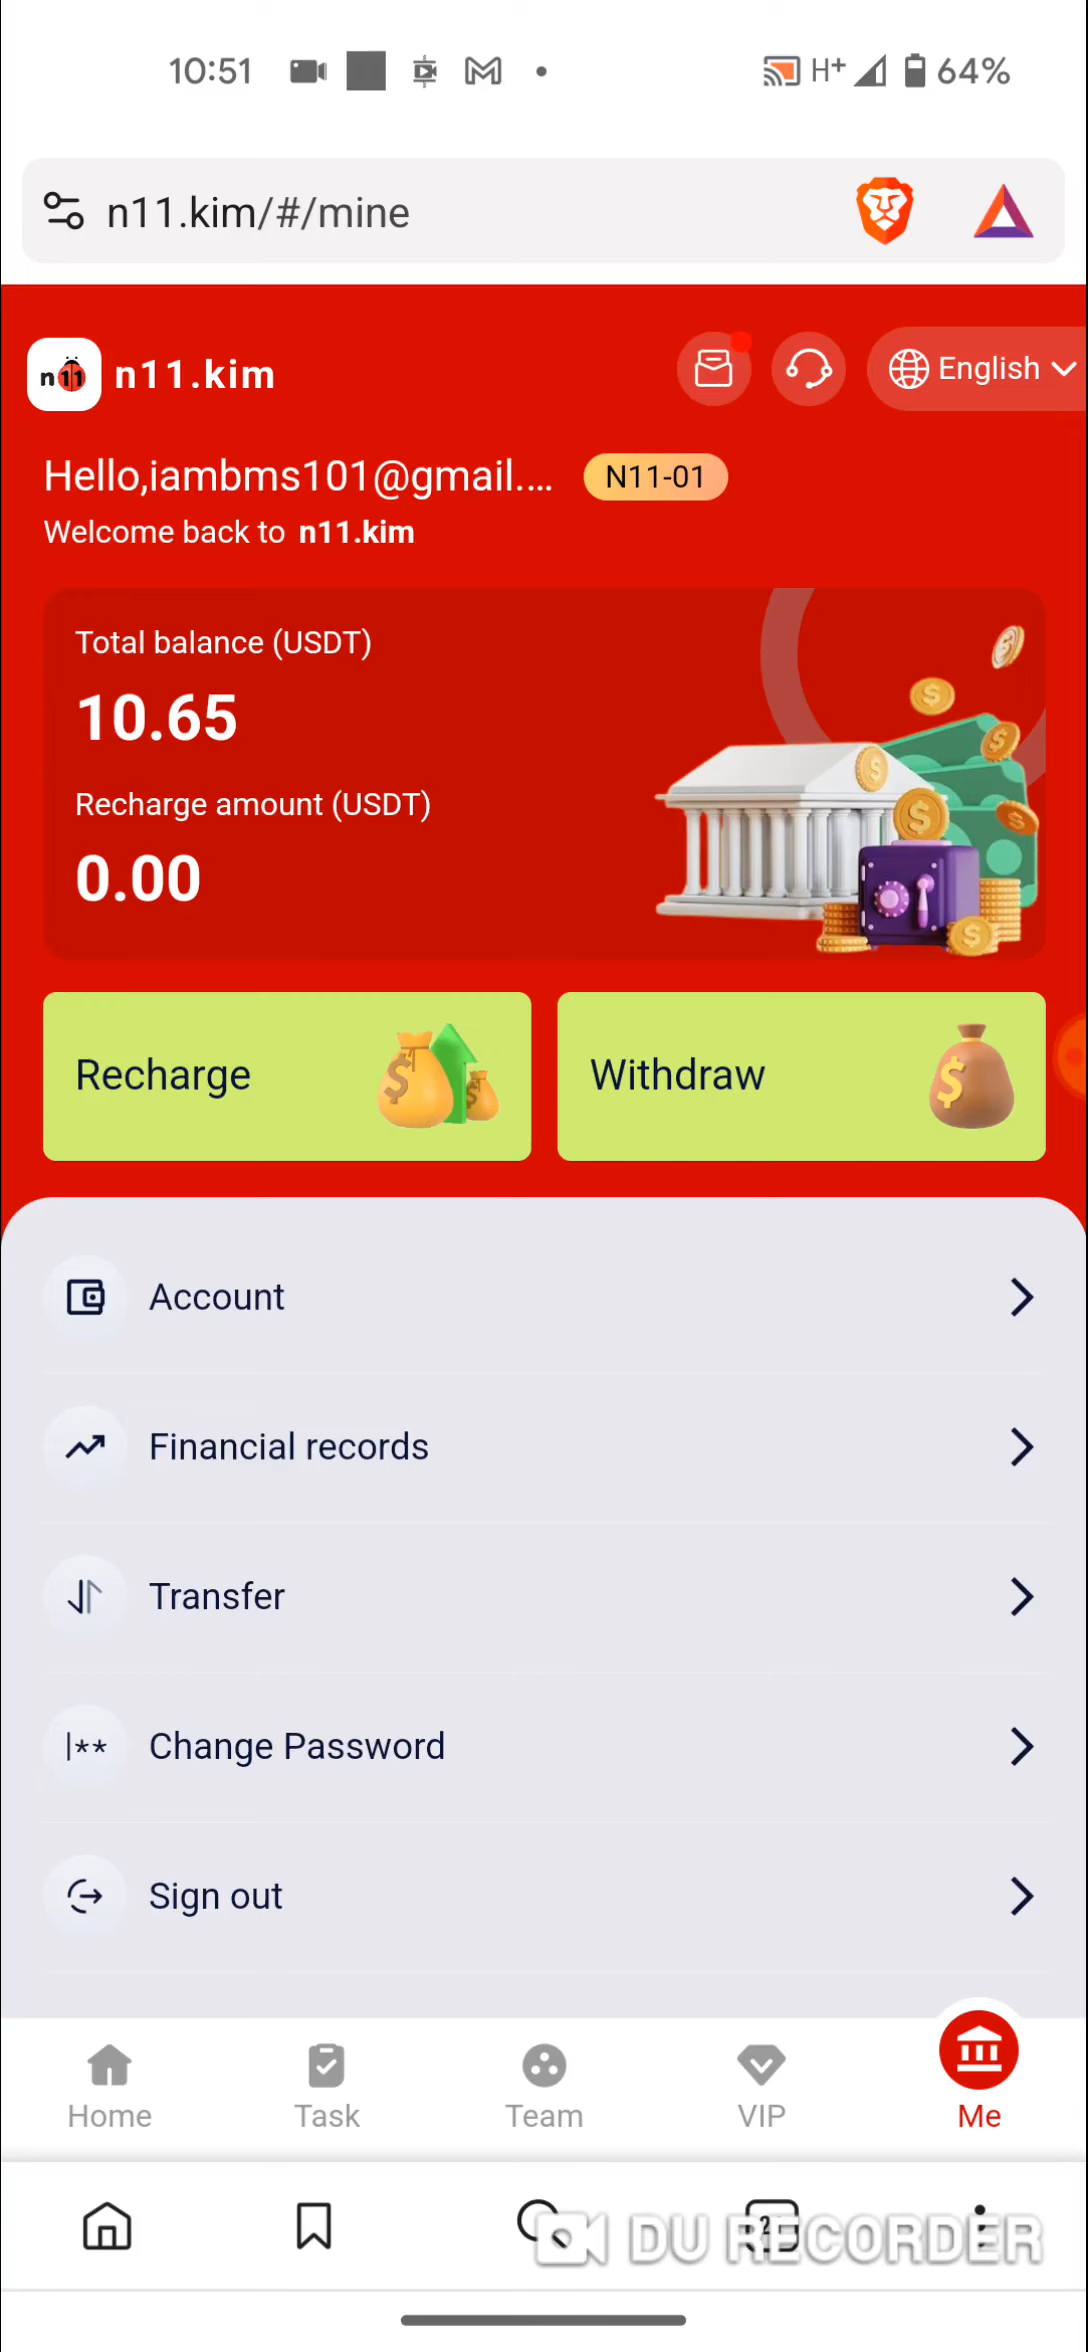 10:51 H+ 64%
n11.kim/#/mine
n11 n11.kim English
Hello,iambms101@gmail.... N11-01
Welcome back to n11.kim
Total balance (USDT)
10.65
Recharge amount (USDT)
0.00
Recharge Withdraw
Account
Financial records
Transfer
|** Change Password
Sign out
Home Task Team VIP Me
DU RECORDER